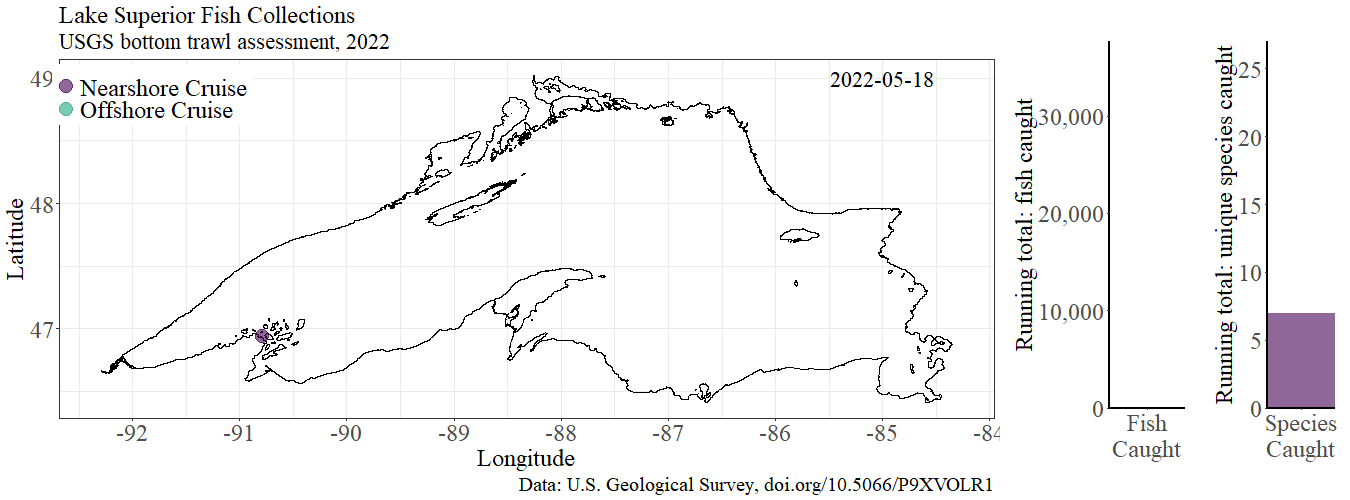 Lake Superior Fish Collections
USGS bottom trawl assessment, 2022
Nearshore Cruise
Offshore Cruise
2022-05-18
49
48
47
Latitude
-92
-91
-90
-89
-88
-87
-86
-85
-84
Longitude
Data: U.S. Geological Survey, doi.org/10.5066/P9XVOLR1
Running total: fish caught
30,000
20,000
10,000
0
Fish
Caught
Running total: unique species caught
25
20
15
10
5
0
Species
Caught